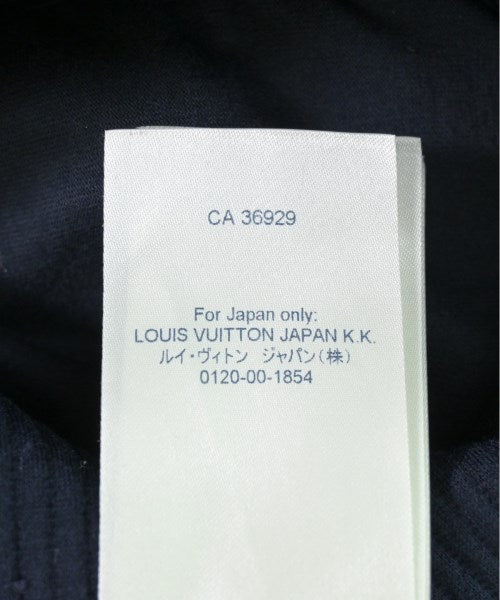 CA 36929
For Japan only:
LOUIS VUITTON JAPAN K.K.
ルイ・ヴィトン ジャパン(株)
0120-00-1854